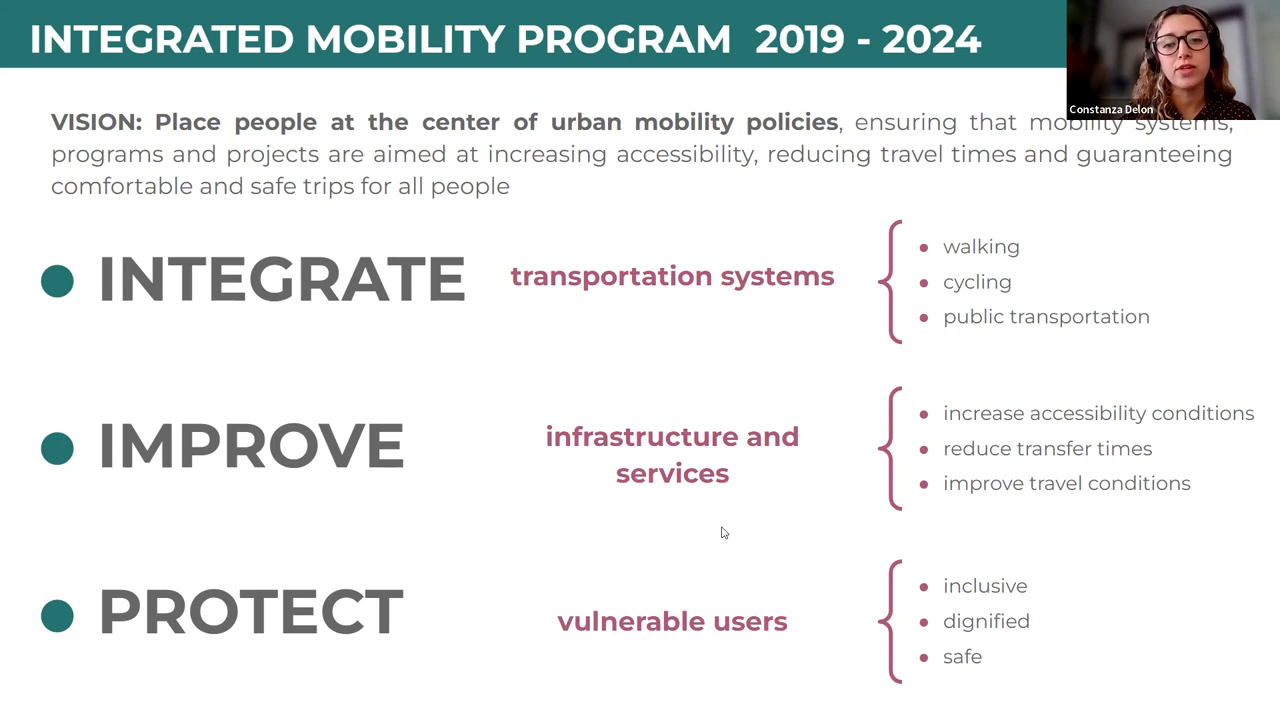 INTEGRATED MOBILITY PROGRAM 2019 - 2024
Constanza Delon
VISION: Place people at the center of urban mobility policies, ensuring that mobility systems,
programs and projects are aimed at increasing accessibility, reducing travel times and guaranteeing
comfortable and safe trips for all people
INTEGRATE
transportation systems
walking
cycling
public transportation
IMPROVE
infrastructure and
services
increase accessibility conditions
reduce transfer times
improve travel conditions
PROTECT
vulnerable users
inclusive
dignified
safe